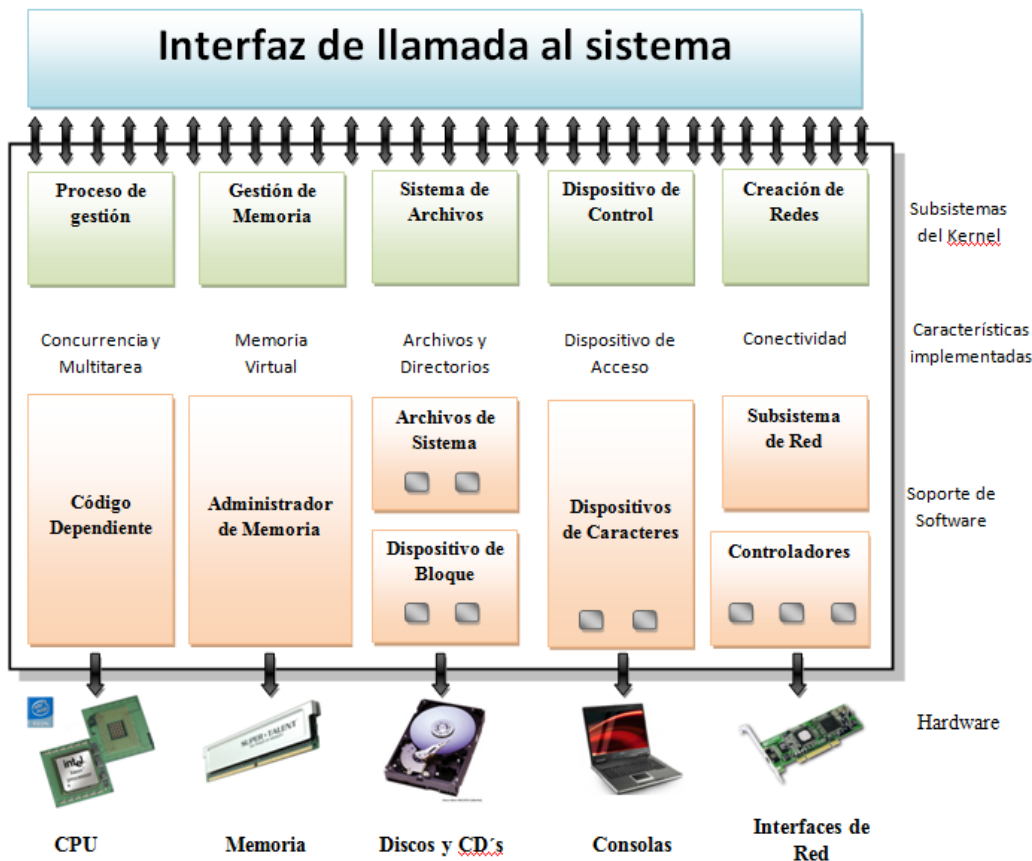 Interfaz de llamada al sistema
Proceso de
gestión
Gestión de
Memoria
Sistema de
Archivos
Dispositivo de
Control
Creación de
Redes
Subsistemas
del Kernel
Concurrencia y
Multitarea
Memoria
Virtual
Archivos y
Directorios
Dispositivo de
Acceso
Conectividad
Características
implementadas
Código
Dependiente
Administrador
de Memoria
Archivos de
Sistema
Dispositivo de
Bloque
Dispositivos
de Caracteres
Subsistema
de Red
Controladores
Soporte de
Software
intel
SUPER TALENT
Hardware
CPU
Memoria
Discos y CD´s
Consolas
Interfaces de
Red